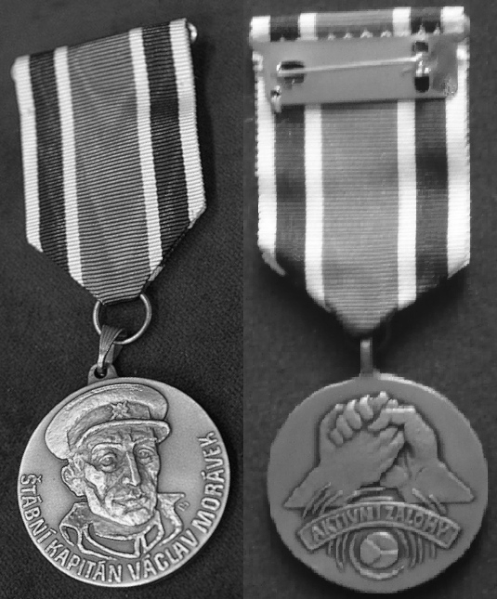 ŠTÁBNÍ KAPITÁN VÁCLAV MORÁVEK
AKTIVNÍ ZÁLOHY